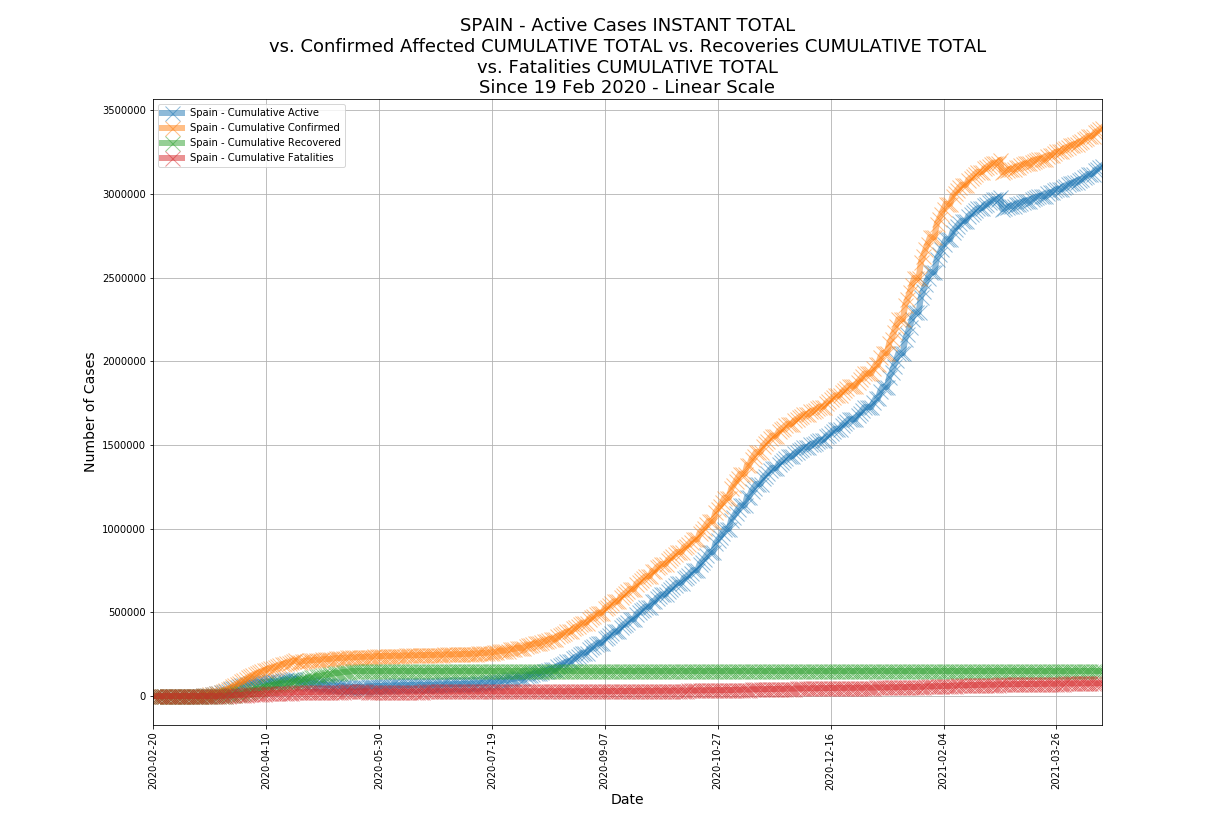 SPAIN - Active Cases INSTANT TOTAL
vs. Confirmed Affected CUMULATIVE TOTAL vs. Recoveries CUMULATIVE TOTAL
vs. Fatalities CUMULATIVE TOTAL
Since 19 Feb 2020 - Linear Scale
Spain - Cumulative Active
Spain - Cumulative Confirmed
Spain - Cumulative Recovered
Spain - Cumulative Fatalities
Number of Cases
3500000
3000000
2500000
2000000
1500000
1000000
500000
0
2020-02-20
2020-04-10
2020-05-30
2020-07-19
2020-09-07
2020-10-27
2020-12-16
2021-02-04
2021-03-26
Date